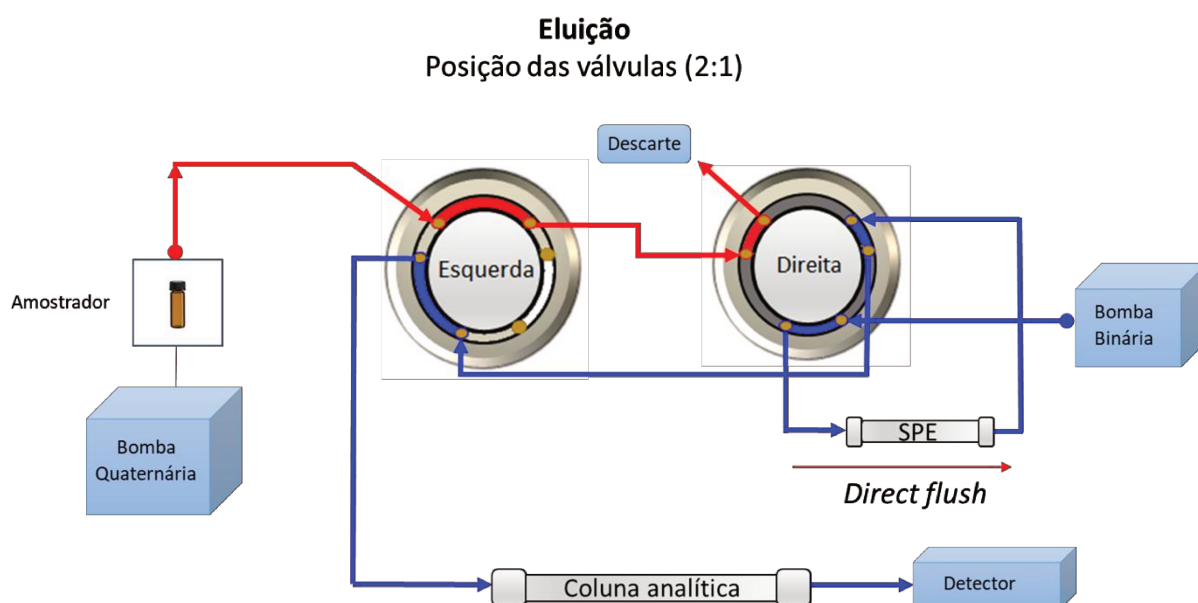 Eluição
Posição das válvulas (2:1)
Descarte
Esquerda
Direita
Amostrador
Bomba
Binária
Bomba
Quaternária
SPE
Direct flush
Coluna analítica
Detector